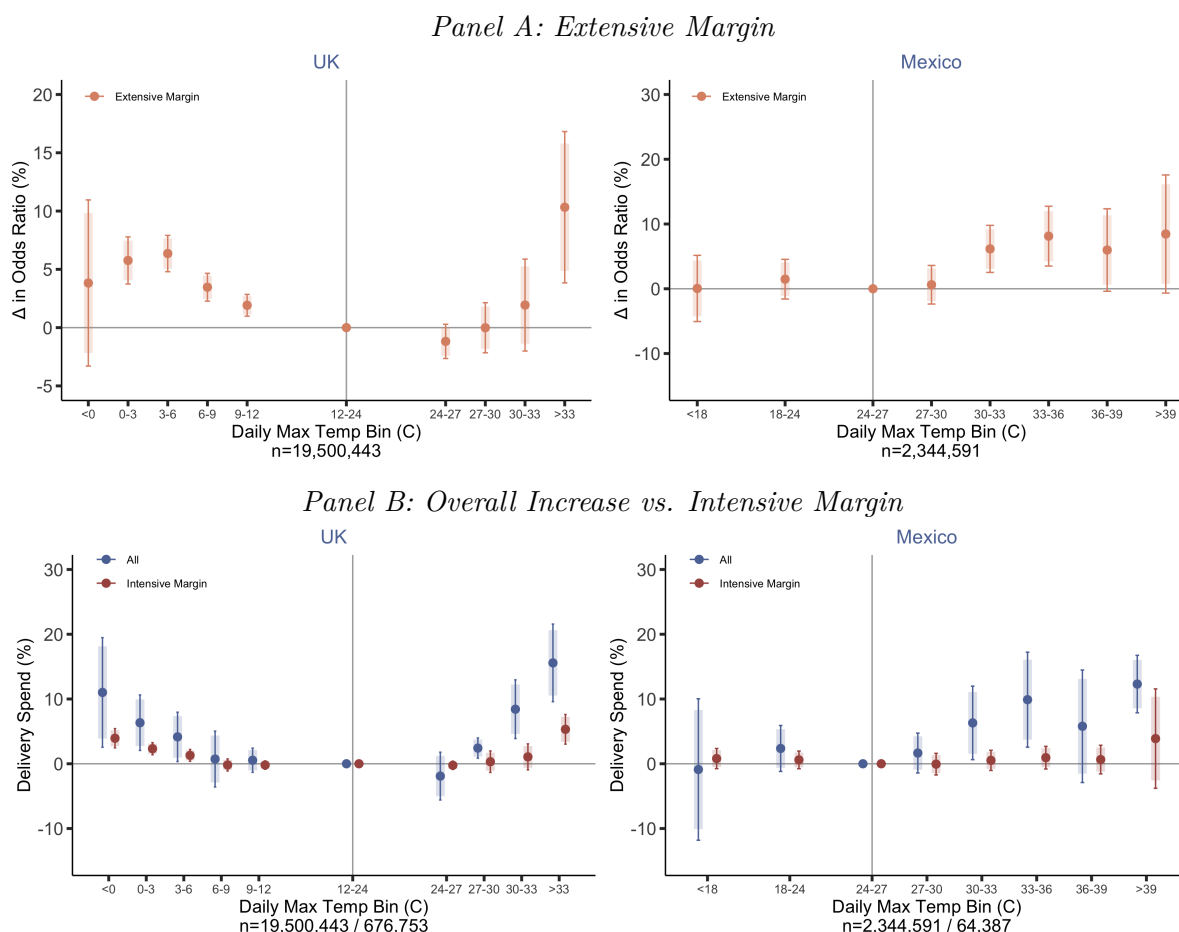 Panel A: Extensive Margin
UK
Extensive Margin
20
15
10
5
0
-5
Δ in Odds Ratio (%)
<0 0-3 3-6 6-9 9-12 12-24 24-27 27-30 30-33 >33
Daily Max Temp Bin (C)
n=19,500,443
Mexico
Extensive Margin
30
20
10
0
-10
Δ in Odds Ratio (%)
<18 18-24 24-27 27-30 30-33 33-36 36-39 >39
Daily Max Temp Bin (C)
n=2,344,591
Panel B: Overall Increase vs. Intensive Margin
UK
All
Intensive Margin
30
20
10
0
-10
Delivery Spend (%)
<0 0-3 3-6 6-9 9-12 12-24 24-27 27-30 30-33 >33
Daily Max Temp Bin (C)
n=19,500,443 / 676,753
Mexico
All
Intensive Margin
30
20
10
0
-10
Delivery Spend (%)
<18 18-24 24-27 27-30 30-33 33-36 36-39 >39
Daily Max Temp Bin (C)
n=2,344,591 / 64,387